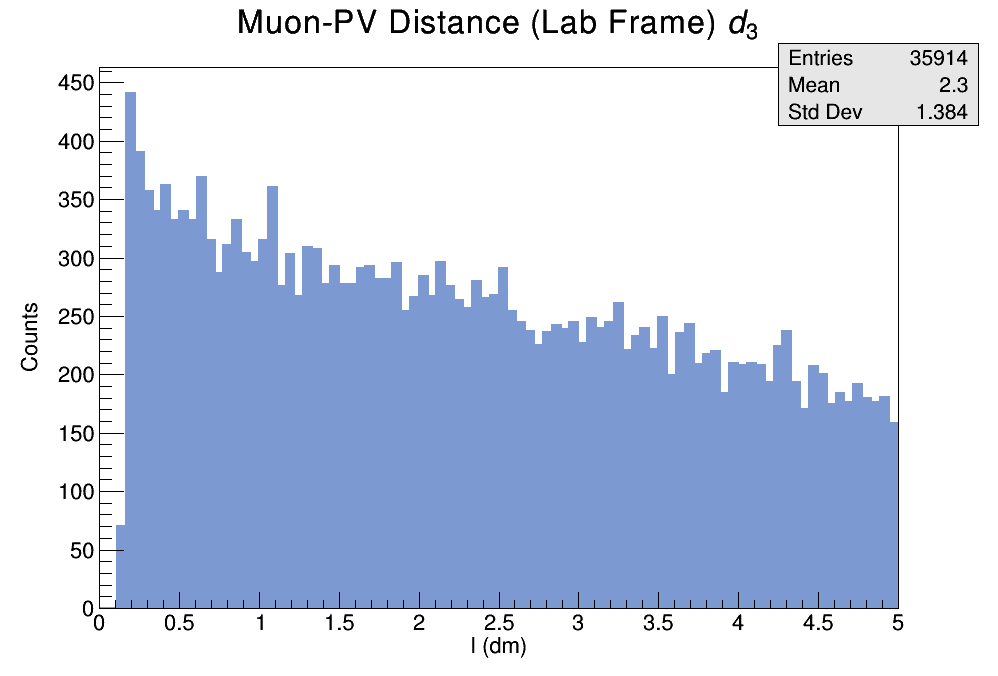 Muon-PV Distance (Lab Frame) d3
Entries 35914
Mean 2.3
Std Dev 1.384
450
400
350
300
250
200
150
100
50
0
Counts
0 0.5 1 1.5 2 2.5 3 3.5 4 4.5 5
l (dm)